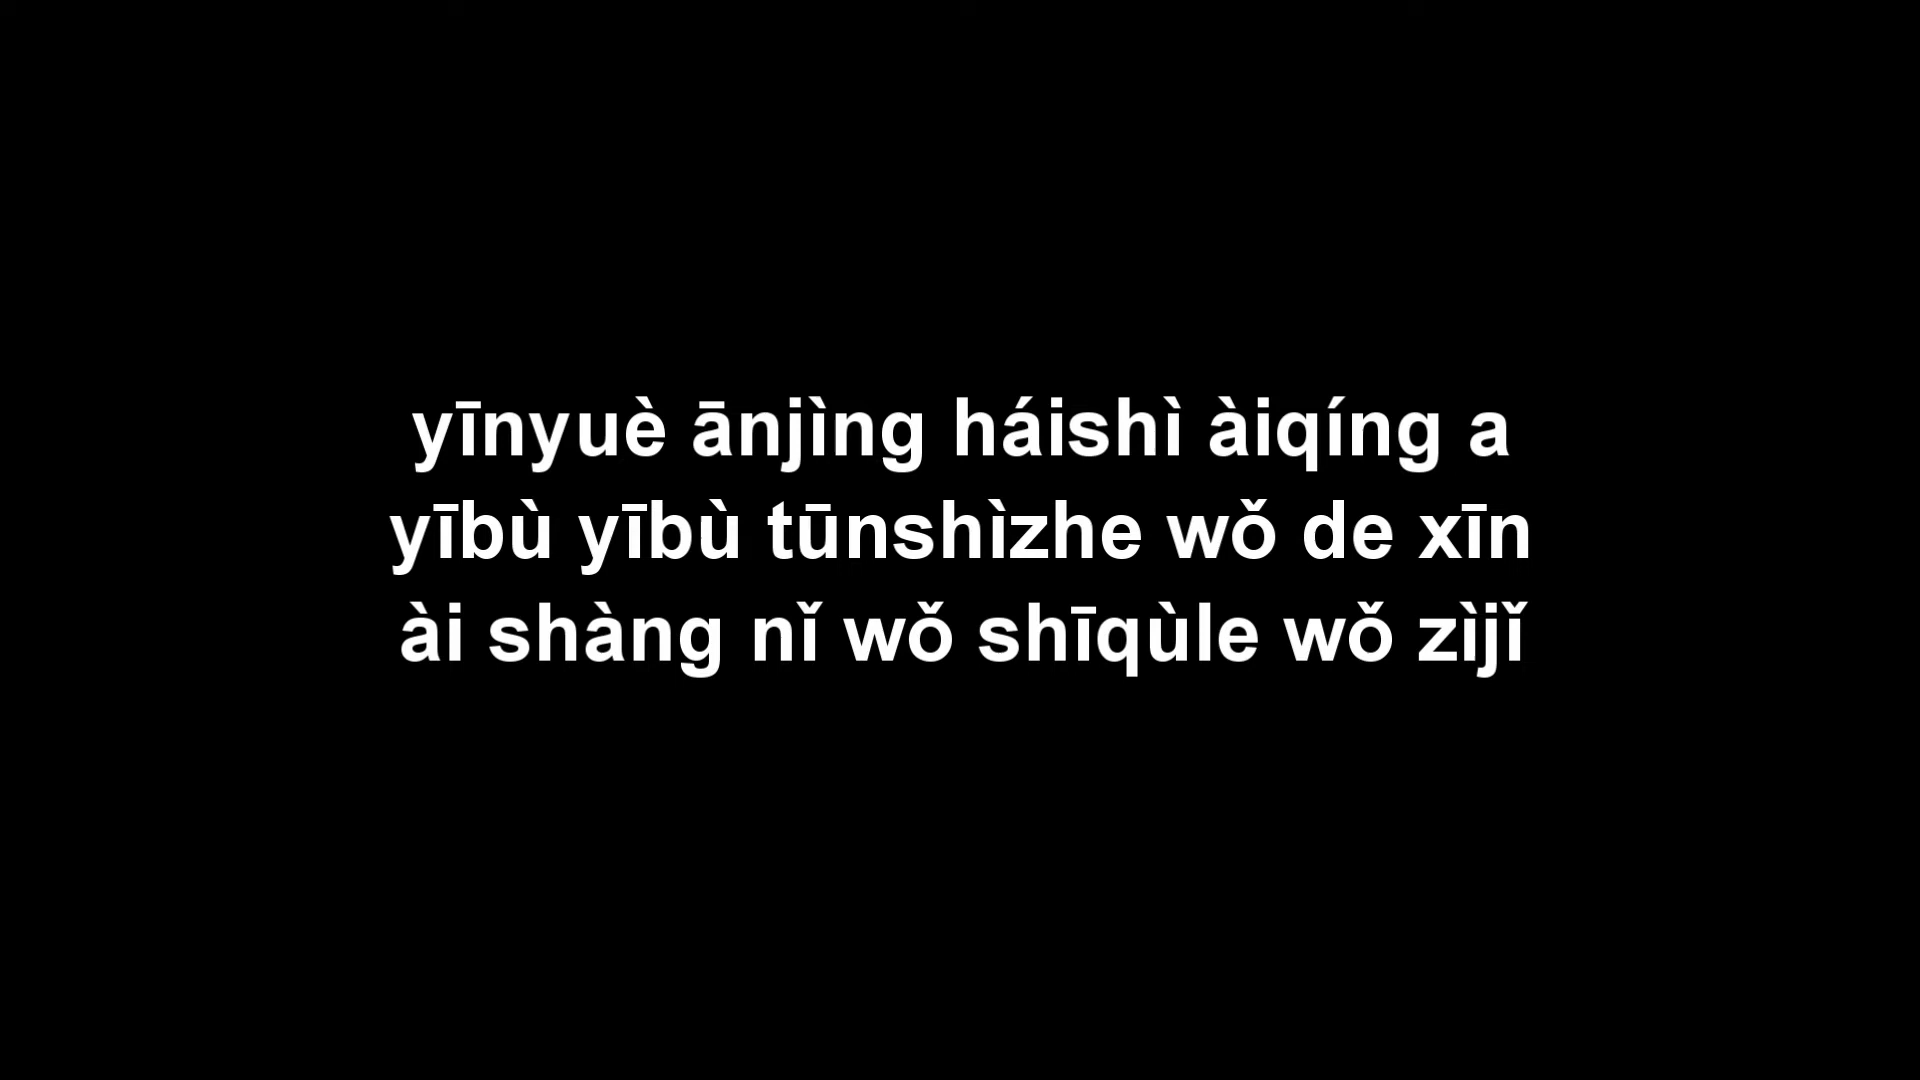 yīnyuè ānjìng háishì àiqíng a
yībù yībù tūnshìzhe wǒ de xīn
ài shàng nǐ wǒ shīqùle wǒ zìjǐ